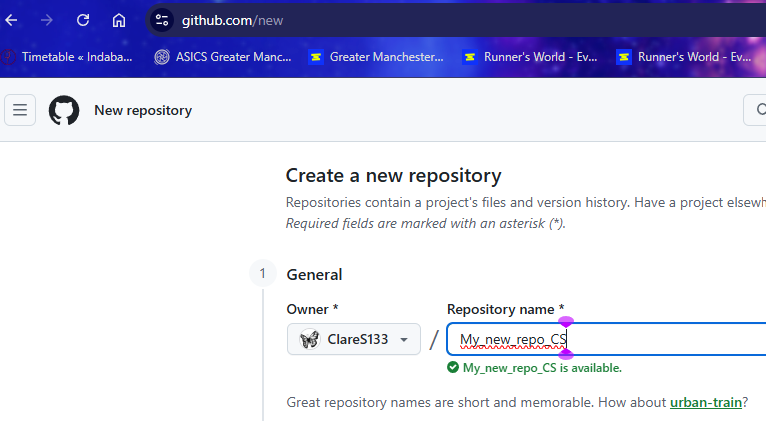 github.com/new
Timetable « Indaba... ASICS Greater Manc... Greater Manchester... Runner's World - Ev... Runner's World - Ev...
New repository
Create a new repository
Repositories contain a project's files and version history. Have a project
Required fields are marked with an asterisk (*).
1 General
Owner * Repository name *
ClareS133 / My_new_repo_CS
My_new_repo_CS is available.
Great repository names are short and memorable. How about urban-train?